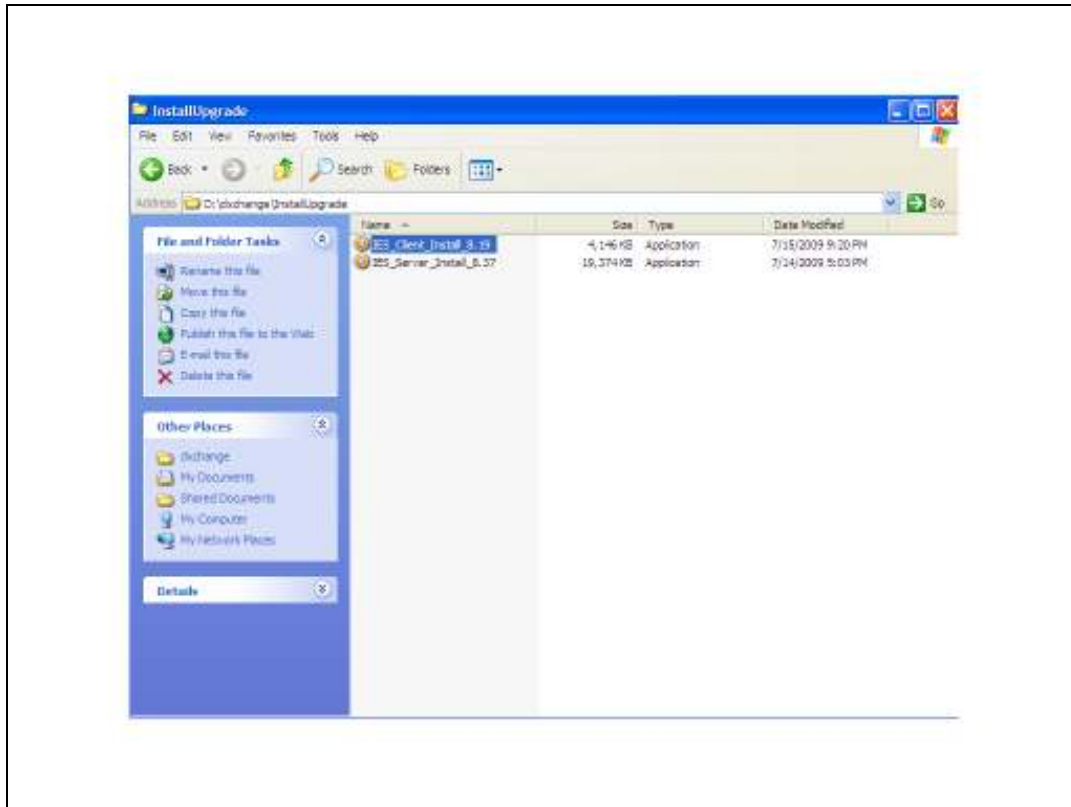 InstallUpgrade
File Edit View Favorites Tools Help
Back Search Folders
Address D:\dxchange\InstallUpgrade Go
Name Size Type Date Modified
IES_Client_Install_8.19 4,146 KB Application 7/15/2009 9:20 PM
IES_Server_Install_8.37 19,374 KB Application 7/14/2009 5:03 PM
File and Folder Tasks
Rename this file
Move this file
Copy this file
Publish this file to the Web
E-mail this file
Delete this file
Other Places
dxchange
My Documents
Shared Documents
My Computer
My Network Places
Details